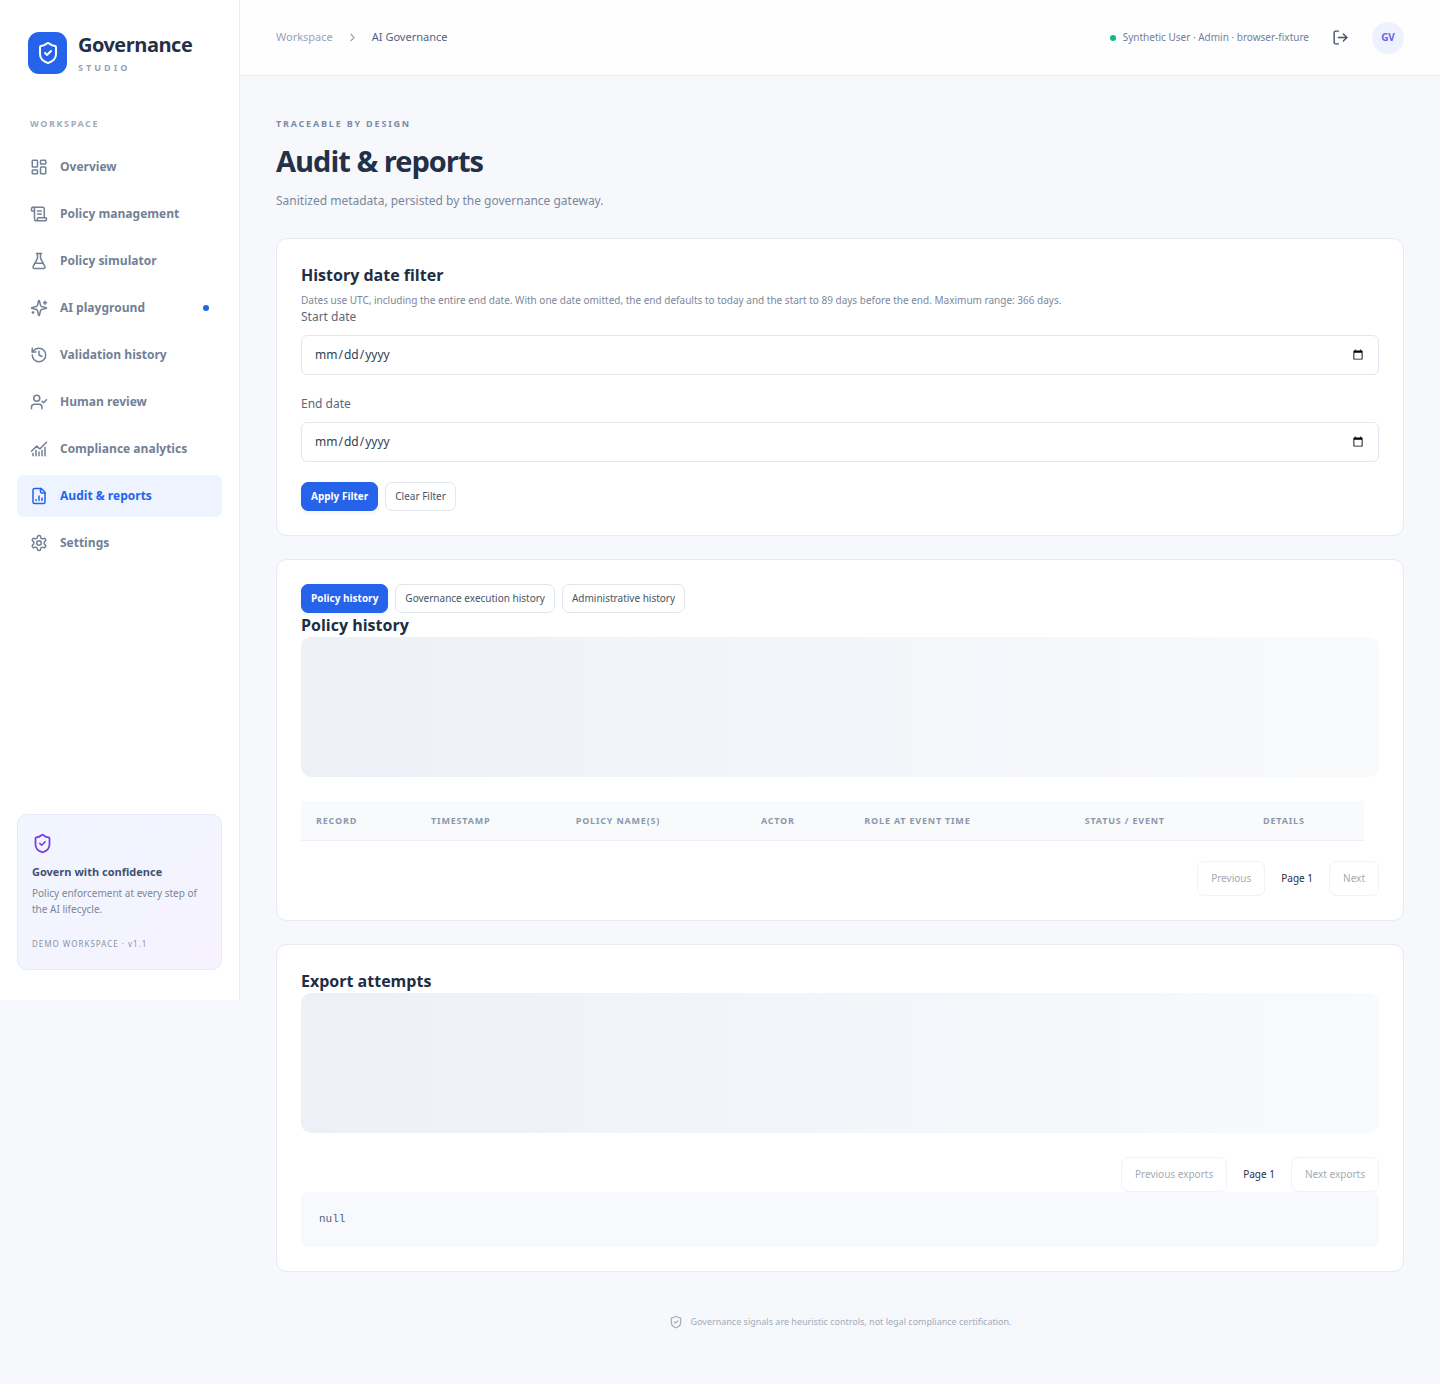 Governance
STUDIO
WORKSPACE
Overview
Policy management
Policy simulator
AI playground
Validation history
Human review
Compliance analytics
Audit & reports
Settings
Govern with confidence
Policy enforcement at every step of
the AI lifecycle.
DEMO WORKSPACE · v1.1
Workspace > AI Governance
Synthetic User · Admin · browser-fixture
GV
TRACEABLE BY DESIGN
Audit & reports
Sanitized metadata, persisted by the governance gateway.
History date filter
Dates use UTC, including the entire end date. With one date omitted, the end defaults to today and the start to 89 days before the end. Maximum range: 366 days.
Start date
mm/dd/yyyy
End date
mm/dd/yyyy
Apply Filter Clear Filter
Policy history Governance execution history Administrative history
Policy history
RECORD TIMESTAMP POLICY NAME(S) ACTOR ROLE AT EVENT TIME STATUS / EVENT DETAILS
Previous Page 1 Next
Export attempts
Previous exports Page 1 Next exports
null
Governance signals are heuristic controls, not legal compliance certification.